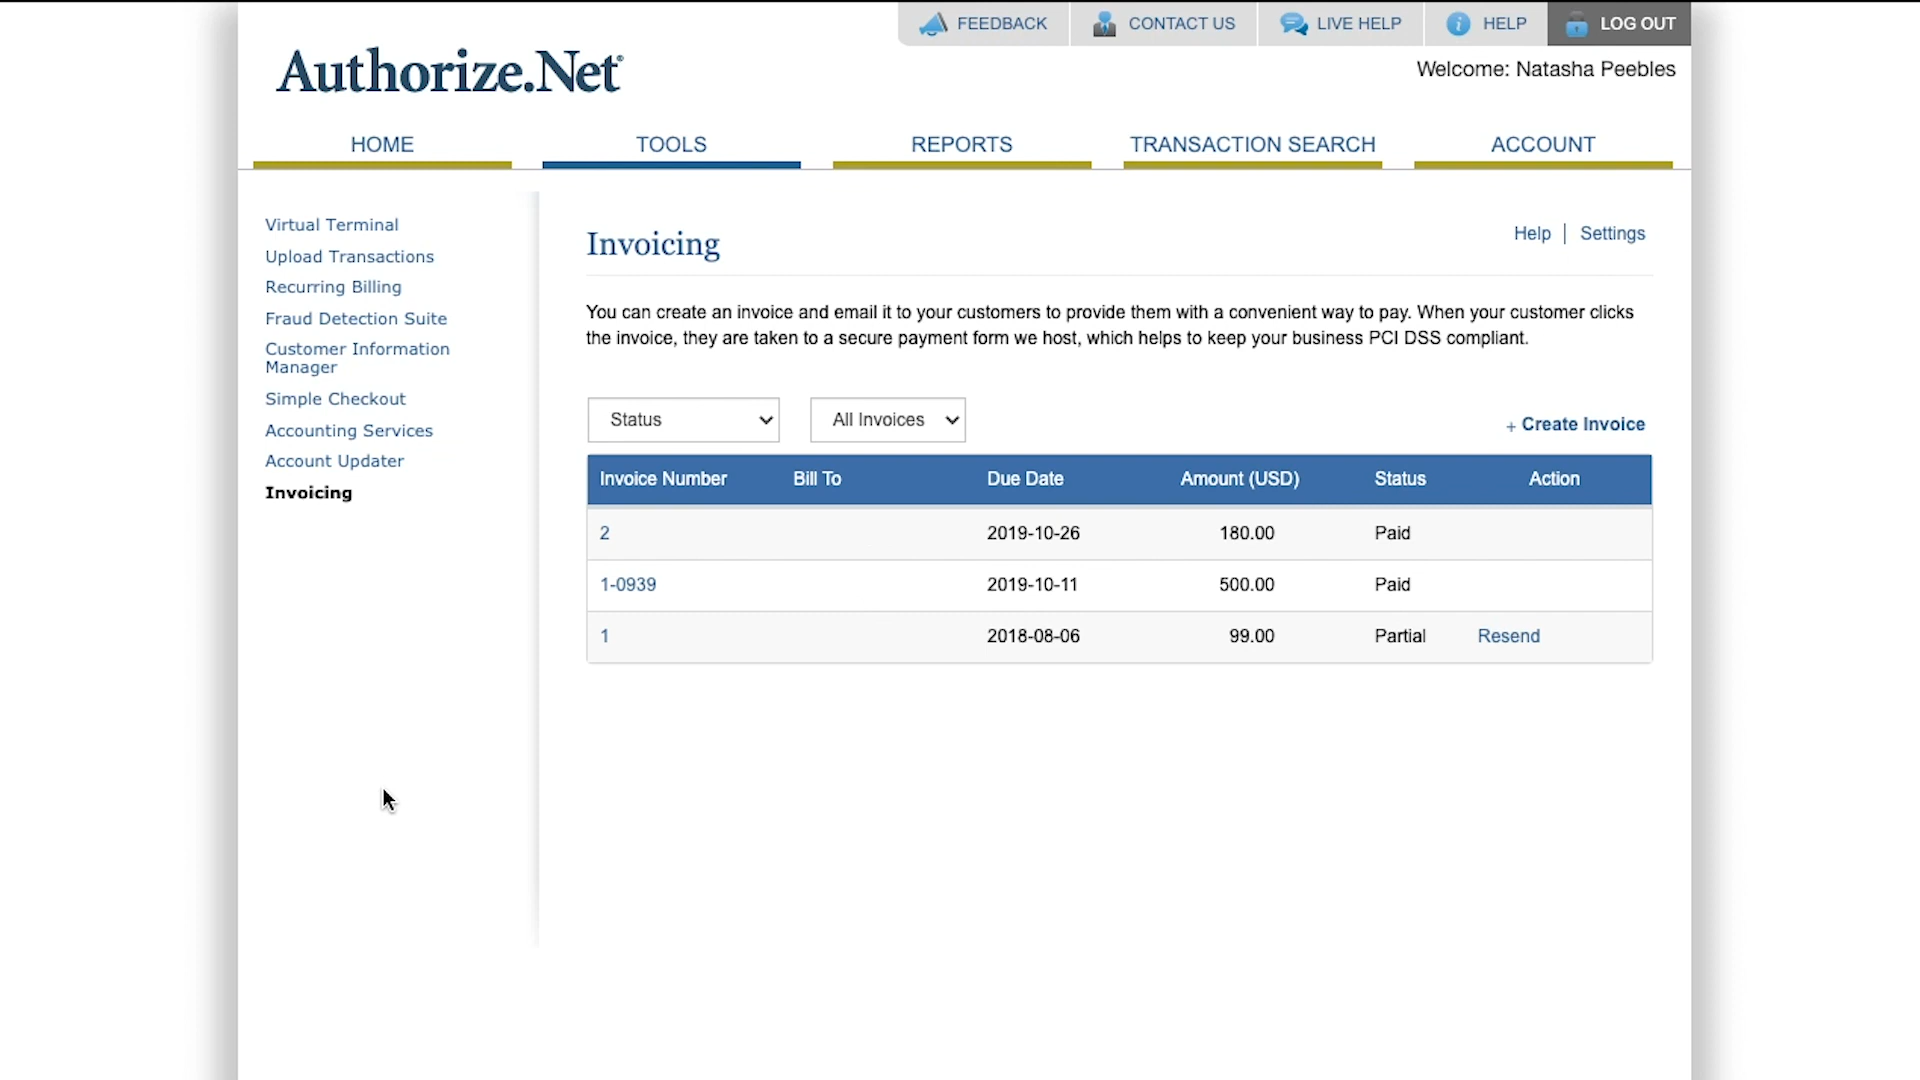 FEEDBACK CONTACT US LIVE HELP HELP LOG OUT
Authorize.Net
Welcome: Natasha Peebles
HOME TOOLS REPORTS TRANSACTION SEARCH ACCOUNT
Virtual Terminal
Upload Transactions
Recurring Billing
Fraud Detection Suite
Customer Information
Manager
Simple Checkout
Accounting Services
Account Updater
Invoicing
Invoicing
Help | Settings
You can create an invoice and email it to your customers to provide them with a convenient way to pay. When your customer clicks
the invoice, they are taken to a secure payment form we host, which helps to keep your business PCI DSS compliant.
Status All Invoices + Create Invoice
Invoice Number Bill To Due Date Amount (USD) Status Action
2 2019-10-26 180.00 Paid
1-0939 2019-10-11 500.00 Paid
1 2018-08-06 99.00 Partial Resend